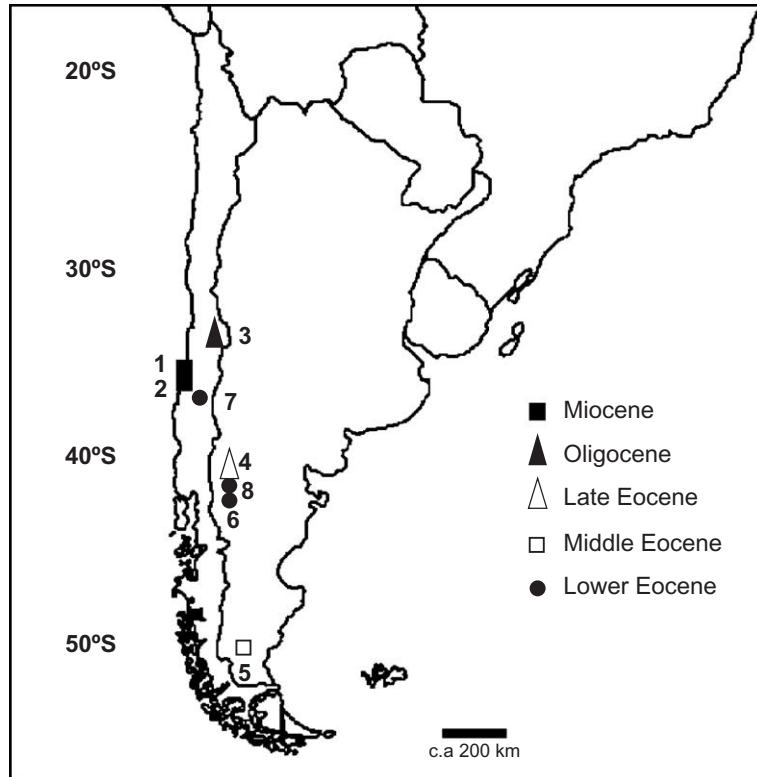 20ºS
30ºS
3
1
2
7
Miocene
40ºS
4
Oligocene
8
Late Eocene
6
Middle Eocene
Lower Eocene
50ºS
5
c.a 200 km